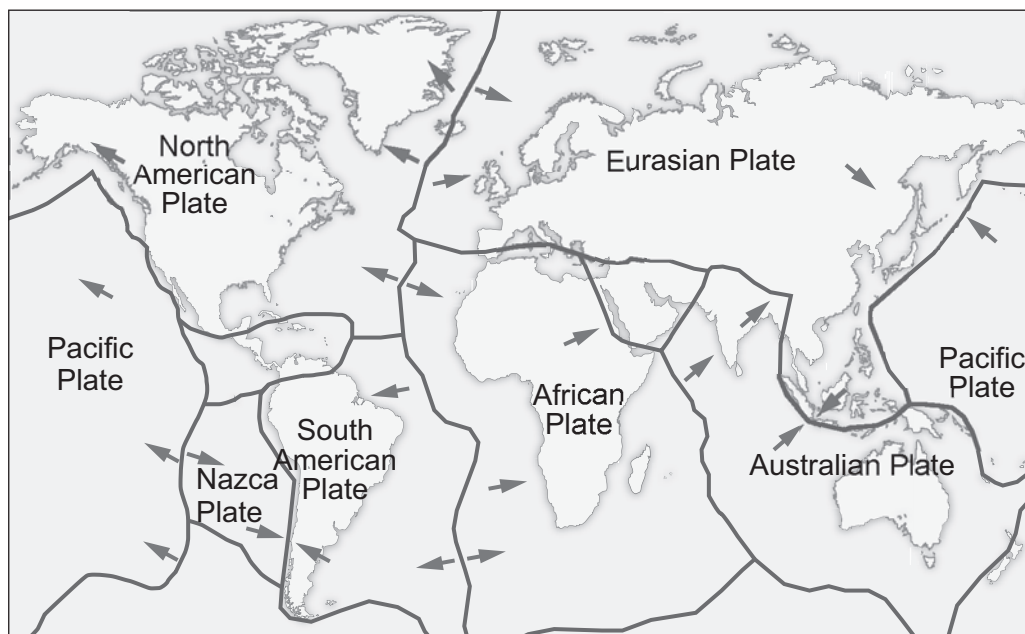 North
American
Plate
Eurasian Plate
Pacific
Plate
Pacific
Plate
African
Plate
South
American
Plate
Nazca
Plate
Australian Plate